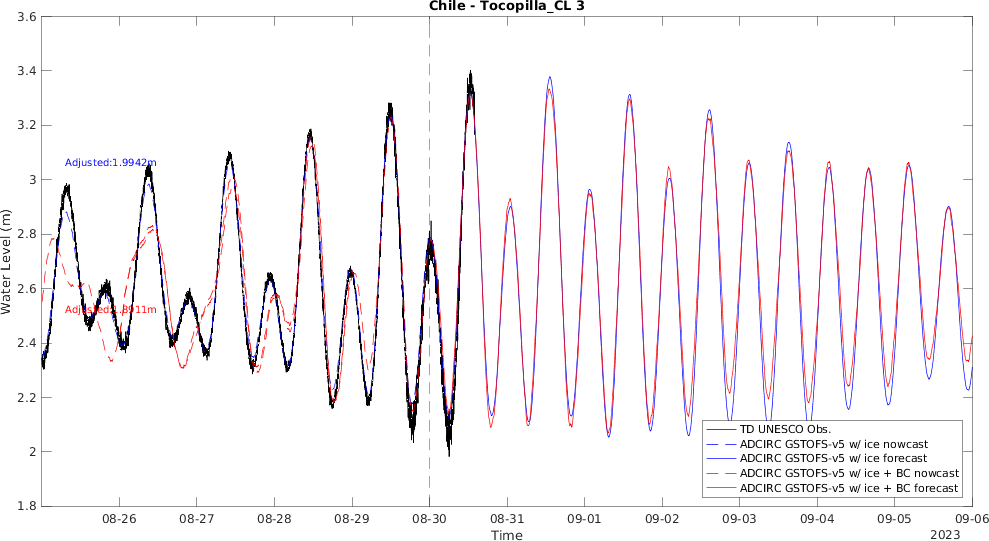 Chile - Tocopilla_CL 3
3.6
3.4
3.2
3
2.8
2.6
2.4
2.2
2
1.8
Water Level (m)
Adjusted:1.9942m
TD UNESCO Obs.
ADCIRC GSTOFS-v5 w/ ice nowcast
ADCIRC GSTOFS-v5 w/ ice forecast
ADCIRC GSTOFS-v5 w/ ice + BC nowcast
ADCIRC GSTOFS-v5 w/ ice + BC forecast
08-26 08-27 08-28 08-29 08-30 08-31 09-01 09-02 09-03 09-04 09-05 09-06
Time
2023